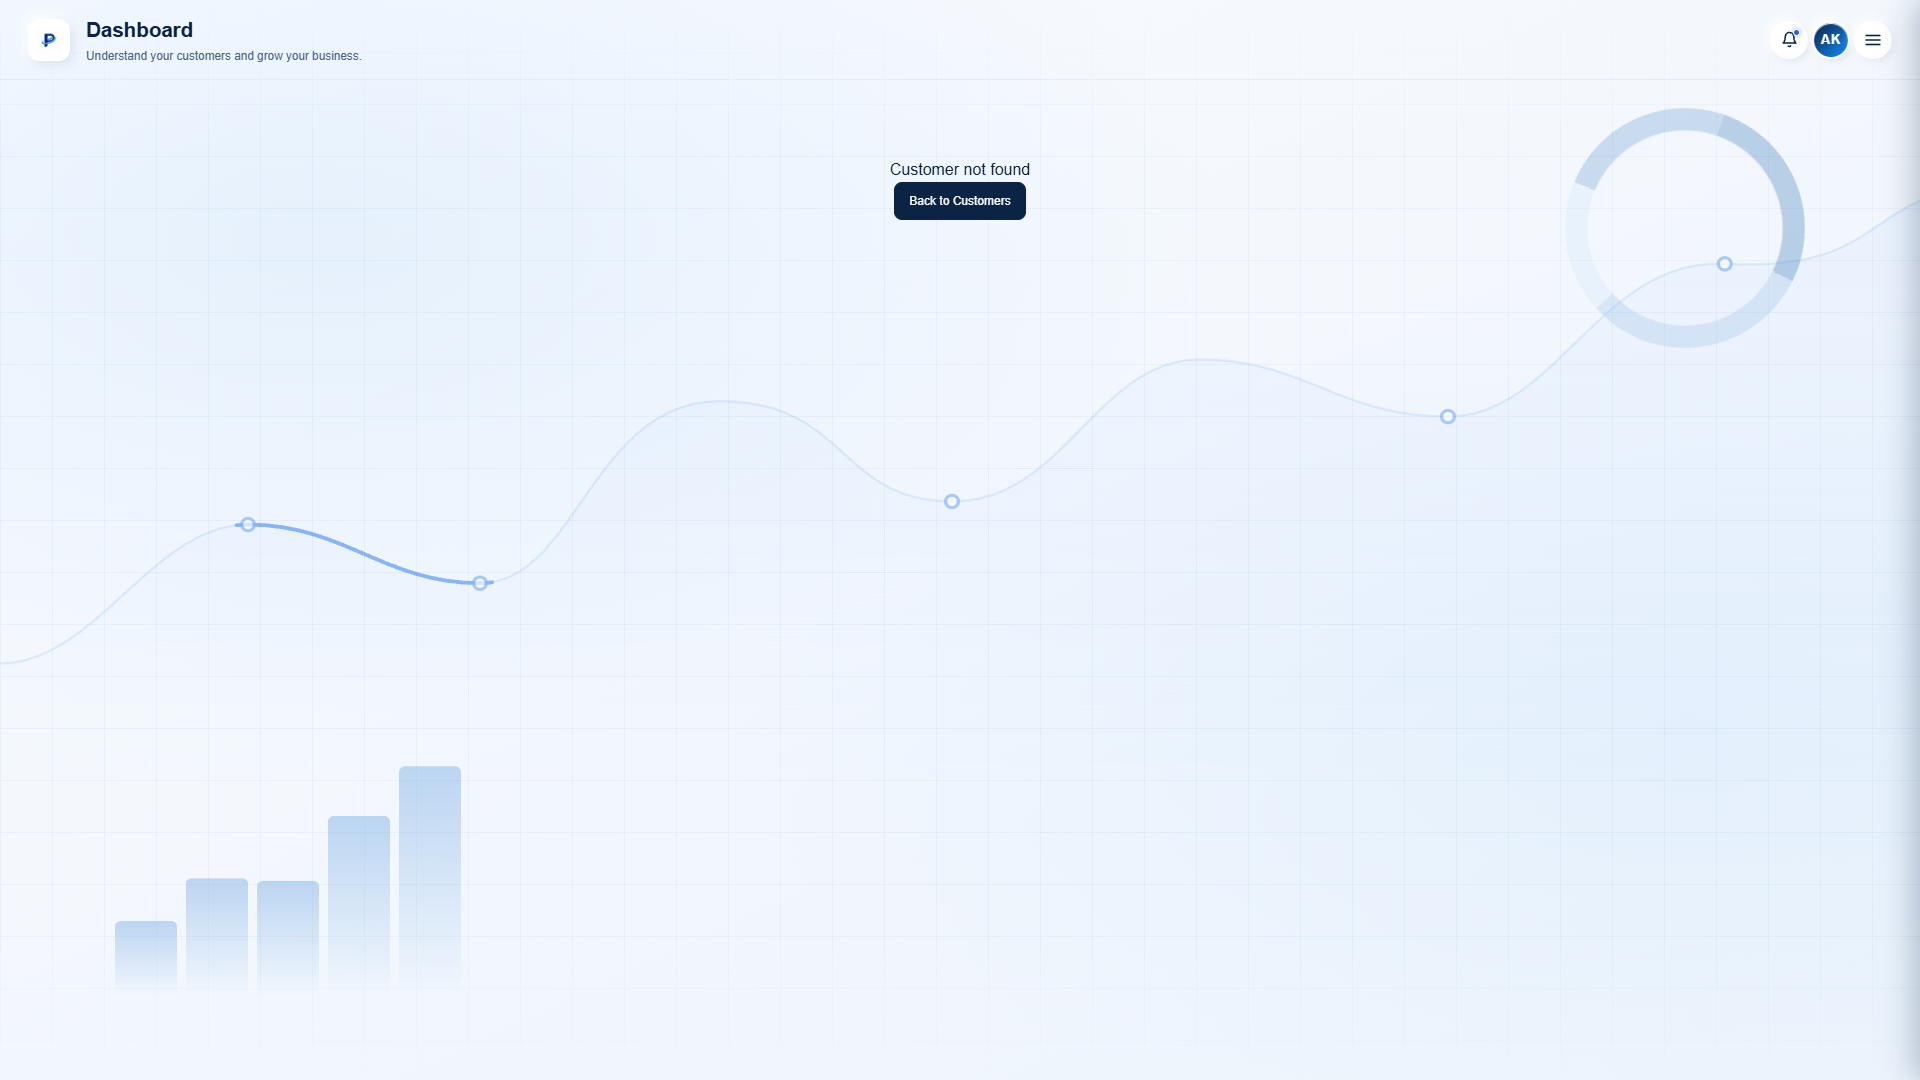 Dashboard
Understand your customers and grow your business.
AK
Customer not found
Back to Customers